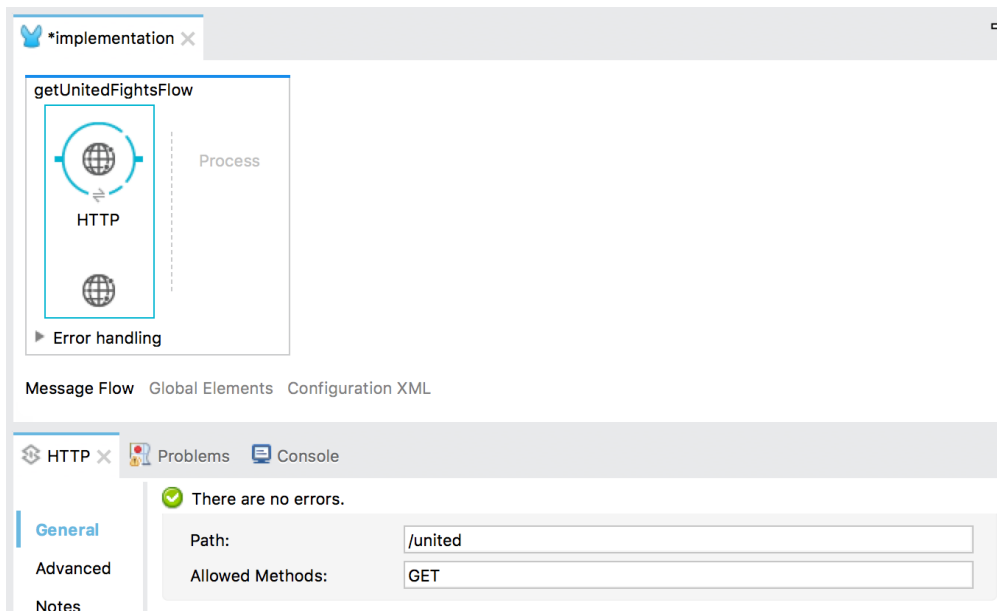 *implementation
getUnitedFightsFlow
Process
HTTP
Error handling
Message Flow Global Elements Configuration XML
HTTP Problems Console
There are no errors.
General
Path: /united
Advanced
Allowed Methods: GET
Notes